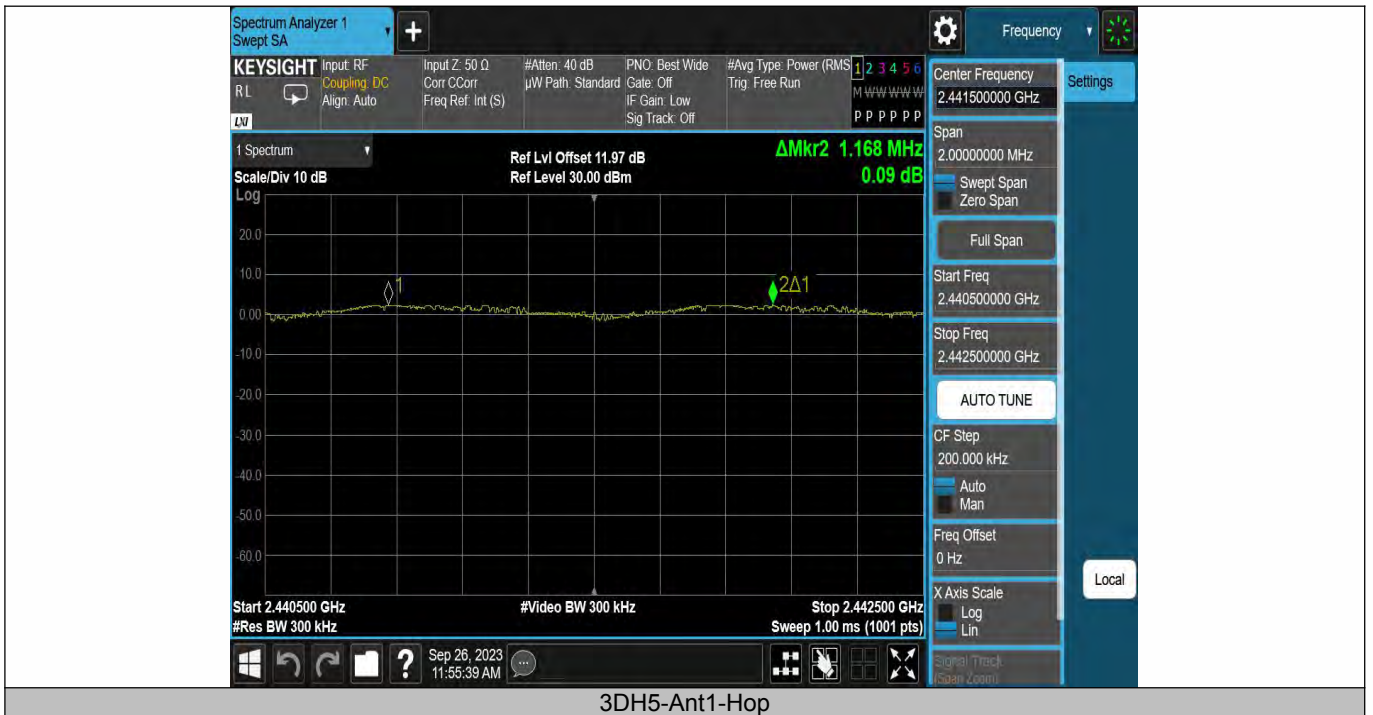 Spectrum Analyzer 1
Swept SA
+
Frequency
KEYSIGHT
RL
LXI
Input: RF
Coupling: DC
Align: Auto
Input Z: 50 Ω
Corr CCorr
Freq Ref: Int (S)
#Atten: 40 dB
µW Path: Standard
PNO: Best Wide
Gate: Off
IF Gain: Low
Sig Track: Off
#Avg Type: Power (RMS
Trig: Free Run
1 2 3 4 5 6
M W W W W W
P P P P P P
1 Spectrum
Scale/Div 10 dB
Log
Ref Lvl Offset 11.97 dB
Ref Level 30.00 dBm
ΔMkr2 1.168 MHz
0.09 dB
20.0
10.0
0.00
-10.0
-20.0
-30.0
-40.0
-50.0
-60.0
1
2Δ1
Start 2.440500 GHz
#Res BW 300 kHz
#Video BW 300 kHz
Stop 2.442500 GHz
Sweep 1.00 ms (1001 pts)
Center Frequency
2.441500000 GHz
Settings
Span
2.00000000 MHz
Swept Span
Zero Span
Full Span
Start Freq
2.440500000 GHz
Stop Freq
2.442500000 GHz
AUTO TUNE
CF Step
200.000 kHz
Auto
Man
Freq Offset
0 Hz
X Axis Scale
Log
Lin
Local
Signal Track
(Span Zoom)
?
Sep 26, 2023
11:55:39 AM
3DH5-Ant1-Hop